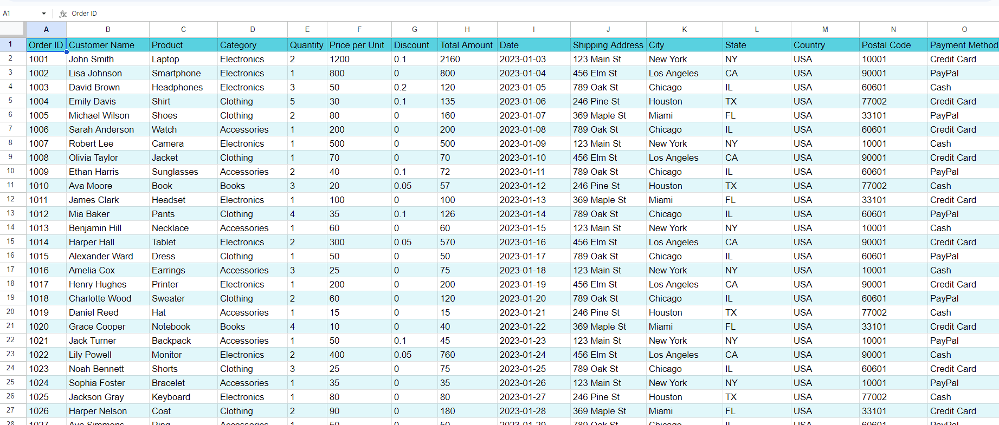 A1 fx Order ID
A B C D E F G H I J K L M N O
1 Order ID Customer Name Product Category Quantity Price per Unit Discount Total Amount Date Shipping Address City State Country Postal Code Payment Method
2 1001 John Smith Laptop Electronics 2 1200 0.1 2160 2023-01-03 123 Main St New York NY USA 10001 Credit Card
3 1002 Lisa Johnson Smartphone Electronics 1 800 0 800 2023-01-04 456 Elm St Los Angeles CA USA 90001 PayPal
4 1003 David Brown Headphones Electronics 3 50 0.2 120 2023-01-05 789 Oak St Chicago IL USA 60601 Cash
5 1004 Emily Davis Shirt Clothing 5 30 0.1 135 2023-01-06 246 Pine St Houston TX USA 77002 Credit Card
6 1005 Michael Wilson Shoes Clothing 2 80 0 160 2023-01-07 369 Maple St Miami FL USA 33101 PayPal
7 1006 Sarah Anderson Watch Accessories 1 200 0 200 2023-01-08 789 Oak St Chicago IL USA 60601 Credit Card
8 1007 Robert Lee Camera Electronics 1 500 0 500 2023-01-09 123 Main St New York NY USA 10001 Cash
9 1008 Olivia Taylor Jacket Clothing 1 70 0 70 2023-01-10 456 Elm St Los Angeles CA USA 90001 Credit Card
10 1009 Ethan Harris Sunglasses Accessories 2 40 0.1 72 2023-01-11 789 Oak St Chicago IL USA 60601 PayPal
11 1010 Ava Moore Book Books 3 20 0.05 57 2023-01-12 246 Pine St Houston TX USA 77002 Cash
12 1011 James Clark Headset Electronics 1 100 0 100 2023-01-13 369 Maple St Miami FL USA 33101 Credit Card
13 1012 Mia Baker Pants Clothing 4 35 0.1 126 2023-01-14 789 Oak St Chicago IL USA 60601 PayPal
14 1013 Benjamin Hill Necklace Accessories 1 60 0 60 2023-01-15 123 Main St New York NY USA 10001 Cash
15 1014 Harper Hall Tablet Electronics 2 300 0.05 570 2023-01-16 456 Elm St Los Angeles CA USA 90001 Credit Card
16 1015 Alexander Ward Dress Clothing 1 50 0 50 2023-01-17 789 Oak St Chicago IL USA 60601 PayPal
17 1016 Amelia Cox Earrings Accessories 3 25 0 75 2023-01-18 123 Main St New York NY USA 10001 Cash
18 1017 Henry Hughes Printer Electronics 1 200 0 200 2023-01-19 456 Elm St Los Angeles CA USA 90001 Credit Card
19 1018 Charlotte Wood Sweater Clothing 2 60 0 120 2023-01-20 789 Oak St Chicago IL USA 60601 PayPal
20 1019 Daniel Reed Hat Accessories 1 15 0 15 2023-01-21 246 Pine St Houston TX USA 77002 Cash
21 1020 Grace Cooper Notebook Books 4 10 0 40 2023-01-22 369 Maple St Miami FL USA 33101 Credit Card
22 1021 Jack Turner Backpack Accessories 1 50 0.1 45 2023-01-23 123 Main St New York NY USA 10001 PayPal
23 1022 Lily Powell Monitor Electronics 2 400 0.05 760 2023-01-24 456 Elm St Los Angeles CA USA 90001 Cash
24 1023 Noah Bennett Shorts Clothing 3 25 0 75 2023-01-25 789 Oak St Chicago IL USA 60601 Credit Card
25 1024 Sophia Foster Bracelet Accessories 1 35 0 35 2023-01-26 123 Main St New York NY USA 10001 PayPal
26 1025 Jackson Gray Keyboard Electronics 1 80 0 80 2023-01-27 246 Pine St Houston TX USA 77002 Cash
27 1026 Harper Nelson Coat Clothing 2 90 0 180 2023-01-28 369 Maple St Miami FL USA 33101 Credit Card
28 1027 Ava Simmons Ring Accessories 1 50 0 50 2023-01-29 789 Oak St Chicago IL USA 60601 PayPal